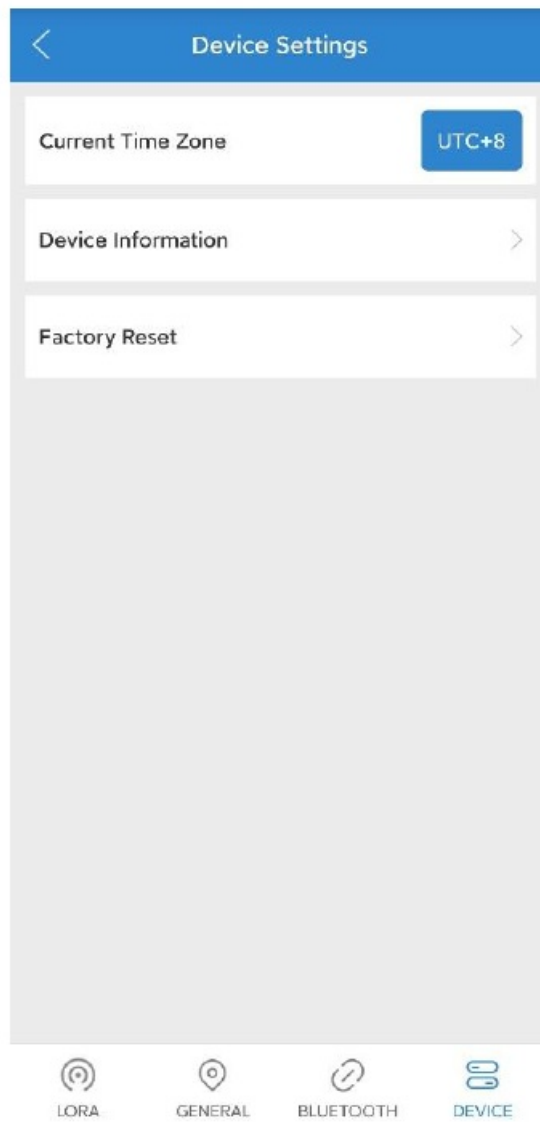 Device Settings
Current Time Zone
UTC+8
Device Information
Factory Reset
LORA
GENERAL
BLUETOOTH
DEVICE